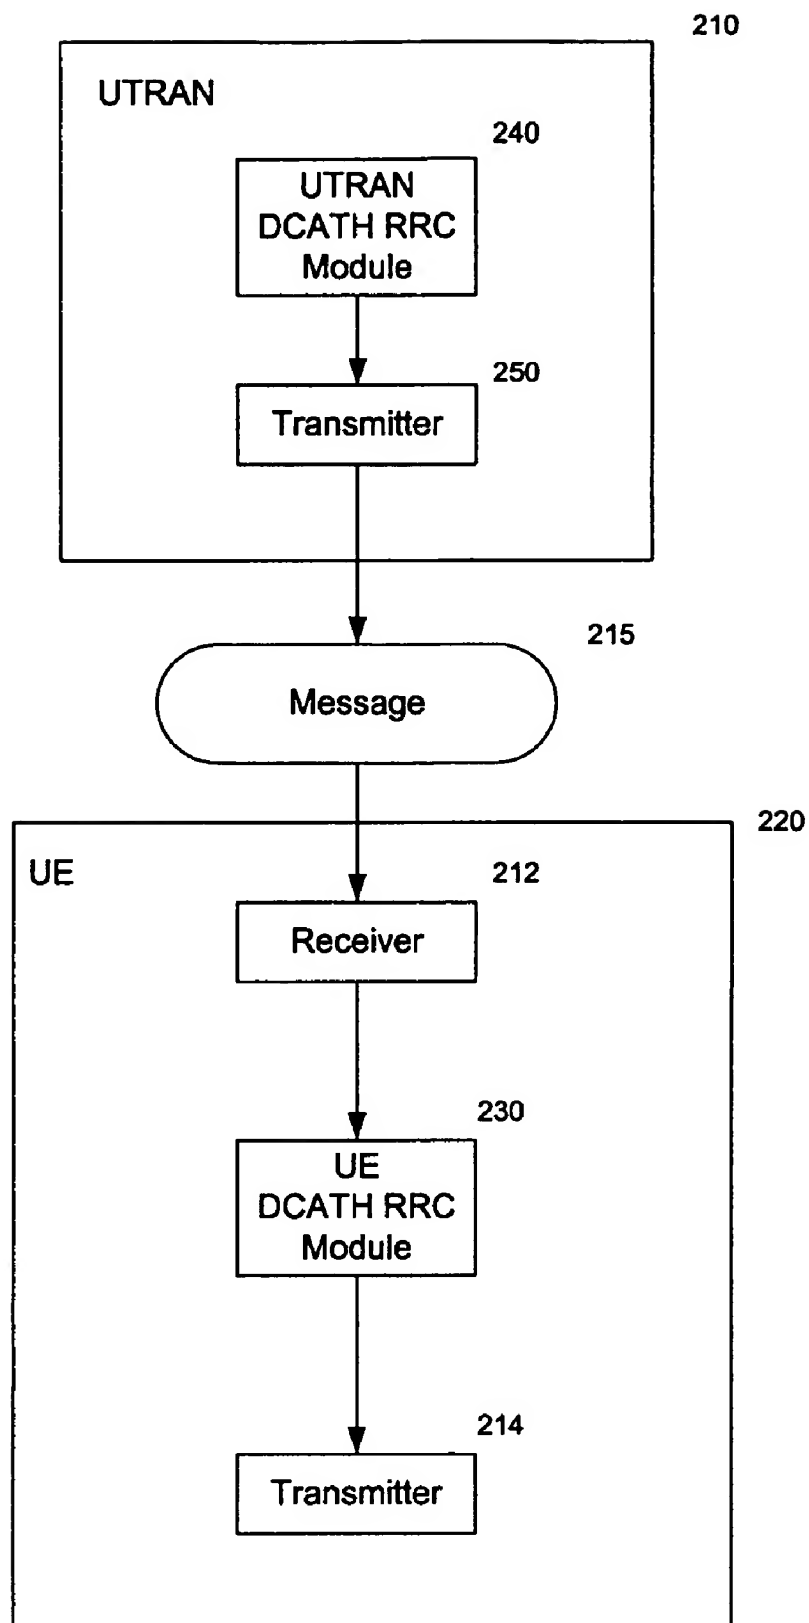 210
UTRAN
240
UTRAN
DCATH RRC
Module
250
Transmitter
215
Message
220
UE
212
Receiver
230
UE
DCATH RRC
Module
214
Transmitter